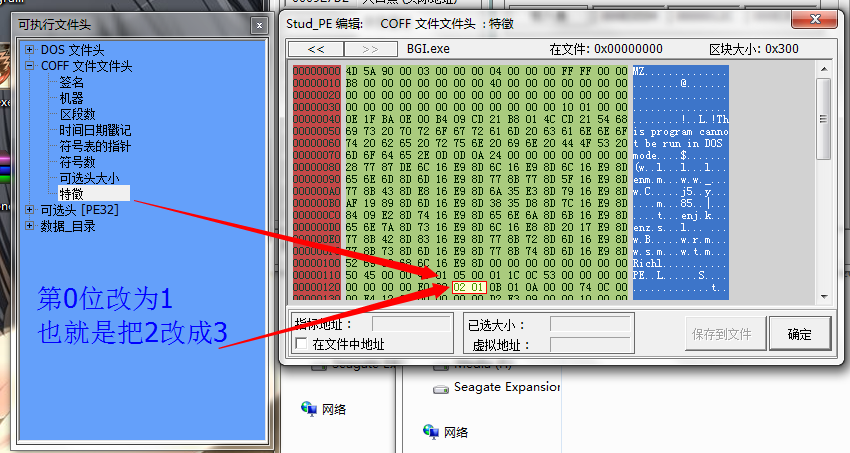 可执行文件头
x
DOS 文件头
COFF 文件文件头
签名
机器
区段数
时间日期戳记
符号表的指针
符号数
可选头大小
特徵
可选头 [PE32]
数据_目录
第0位改为1
也就是把2改成3
Stud_PE 编辑: COFF 文件文件头 : 特徵
<< >> BGI.exe 在文件: 0x00000000 区块大小: 0x300
00000000 4D 5A 90 00 03 00 00 00 04 00 00 00 FF FF 00 00 MZ..............
00000010 B8 00 00 00 00 00 00 00 40 00 00 00 00 00 00 00 ........@.......
00000020 00 00 00 00 00 00 00 00 00 00 00 00 00 00 00 00 ................
00000030 00 00 00 00 00 00 00 00 00 00 00 00 10 01 00 00 ................
00000040 0E 1F BA 0E 00 B4 09 CD 21 B8 01 4C CD 21 54 68 ........!..L.!Th
00000050 69 73 20 70 72 6F 67 72 61 6D 20 63 61 6E 6E 6F is program canno
00000060 74 20 62 65 20 72 75 6E 20 69 6E 20 44 4F 53 20 t be run in DOS
00000070 6D 6F 64 65 2E 0D 0D 0A 24 00 00 00 00 00 00 00 mode....$.......
00000080 28 77 87 DE 6C 16 E9 8D 6C 16 E9 8D 6C 16 E9 8D (w..l...l...l...
00000090 65 6E 6D 8D 6D 16 E9 8D 77 8B 77 8D 5F 16 E9 8D enm.m...w.w._...
000000A0 77 8B 43 8D E8 16 E9 8D 6A 35 E3 8D 79 16 E9 8D w.C.....j5..y...
000000B0 AF 19 89 8D 6D 16 E9 8D 38 35 D8 8D 7C 16 E9 8D ....m...85..|...
000000C0 84 09 E2 8D 74 16 E9 8D 65 6E 6A 8D 6B 16 E9 8D ....t...enj.k...
000000D0 65 6E 7A 8D 73 16 E9 8D 6C 16 E8 8D 20 17 E9 8D enz.s...l... ...
000000E0 77 8B 42 8D 83 16 E9 8D 77 8B 72 8D 6D 16 E9 8D w.B.....w.r.m...
000000F0 77 8B 73 8D 6D 16 E9 8D 77 8B 74 8D 6D 16 E9 8D w.s.m...w.t.m...
00000100 52 69 63 68 6C 16 E9 8D 00 00 00 00 00 00 00 00 Richl...........
00000110 50 45 00 00 4C 01 05 00 01 1C 0C 53 00 00 00 00 PE..L......S....
00000120 00 00 00 00 E0 00 02 01 0B 01 0A 00 00 74 0C 00 .............t..
指标地址 :
在文件中地址
已选大小 :
虚拟地址 :
保存到文件
确定
网络
Seagate Expansion
网络